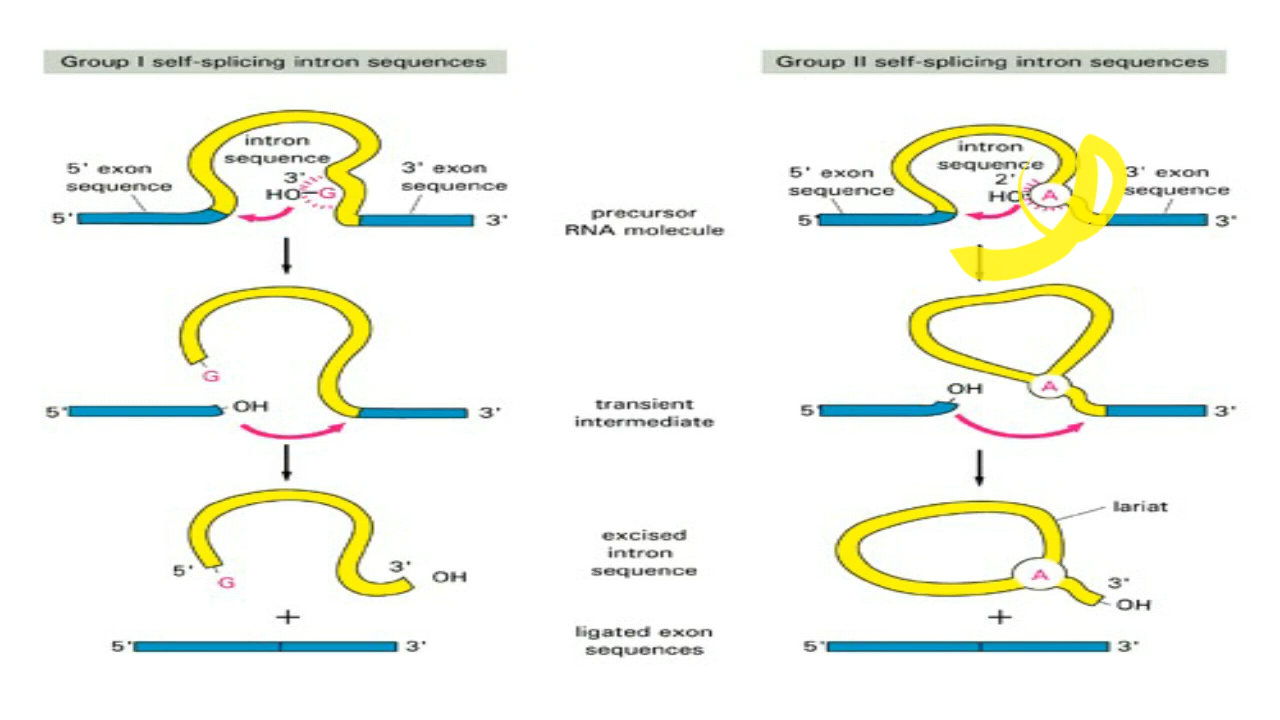 Group I self-splicing intron sequences
Group II self-splicing intron sequences
intron
sequence
5' exon
sequence
3' exon
sequence
3'
HO
G
5'
3'
precursor
RNA molecule
intron
sequence
5' exon
sequence
3' exon
sequence
2'
HO
A
5'
3'
G
OH
5'
3'
transient
intermediate
OH
A
5'
3'
5'
G
3'
OH
excised
intron
sequence
lariat
A
3'
OH
+
+
5'
3'
ligated exon
sequences
5'
3'